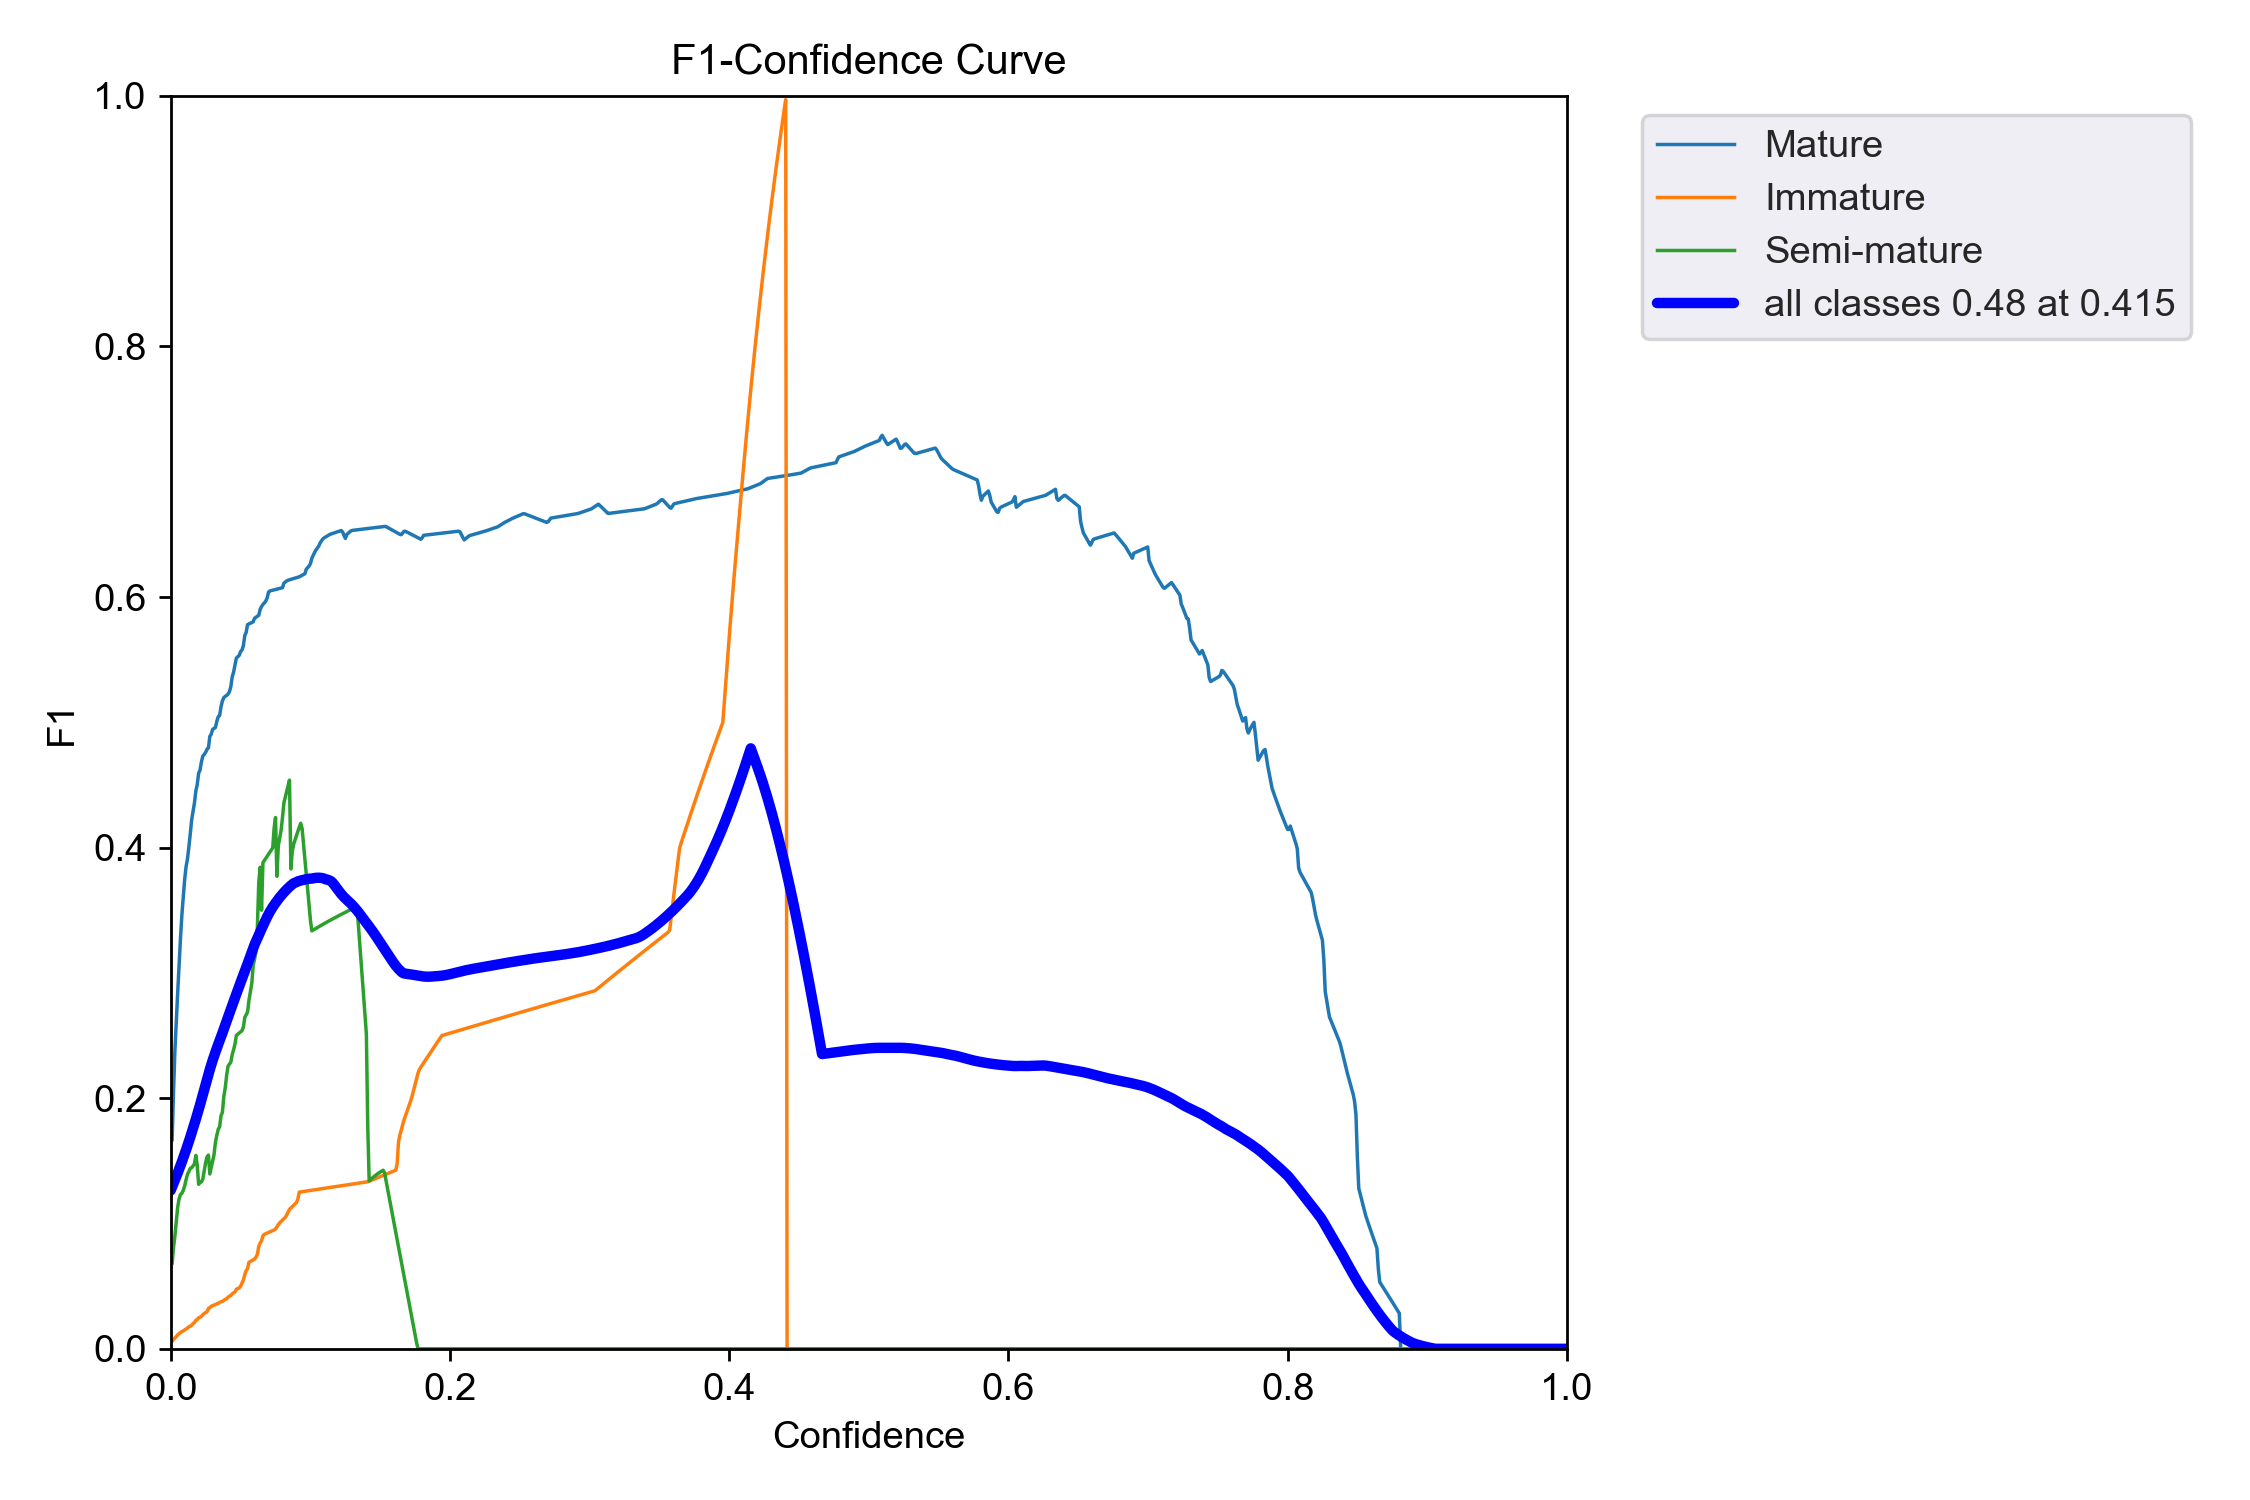 F1-Confidence Curve
1.0
0.8
0.6
0.4
0.2
0.0
F1
0.0 0.2 0.4 0.6 0.8 1.0
Confidence
Mature
Immature
Semi-mature
all classes 0.48 at 0.415